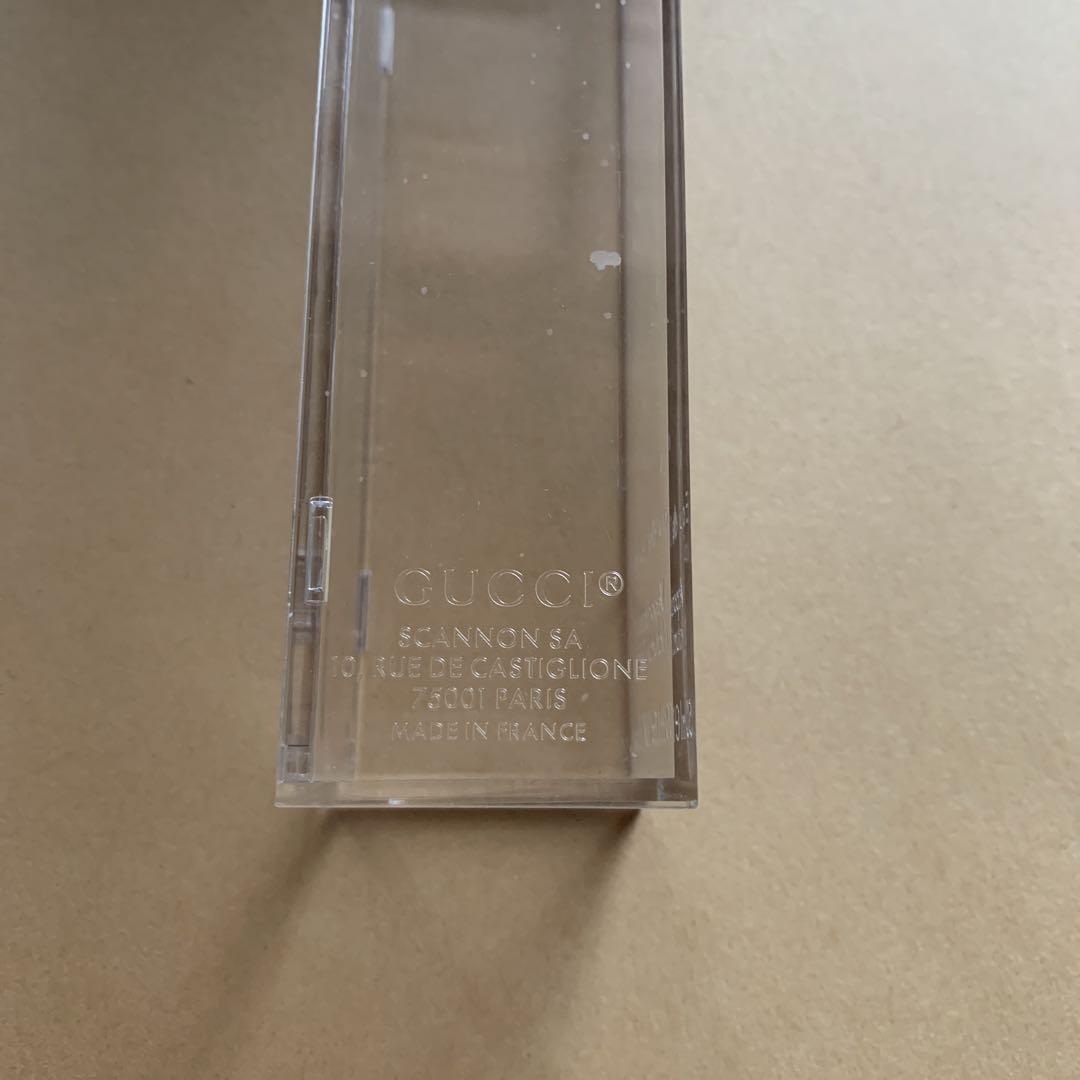 GUCCI®
SCANNON SA
10, RUE DE CASTIGLIONE
75001 PARIS
MADE IN FRANCE